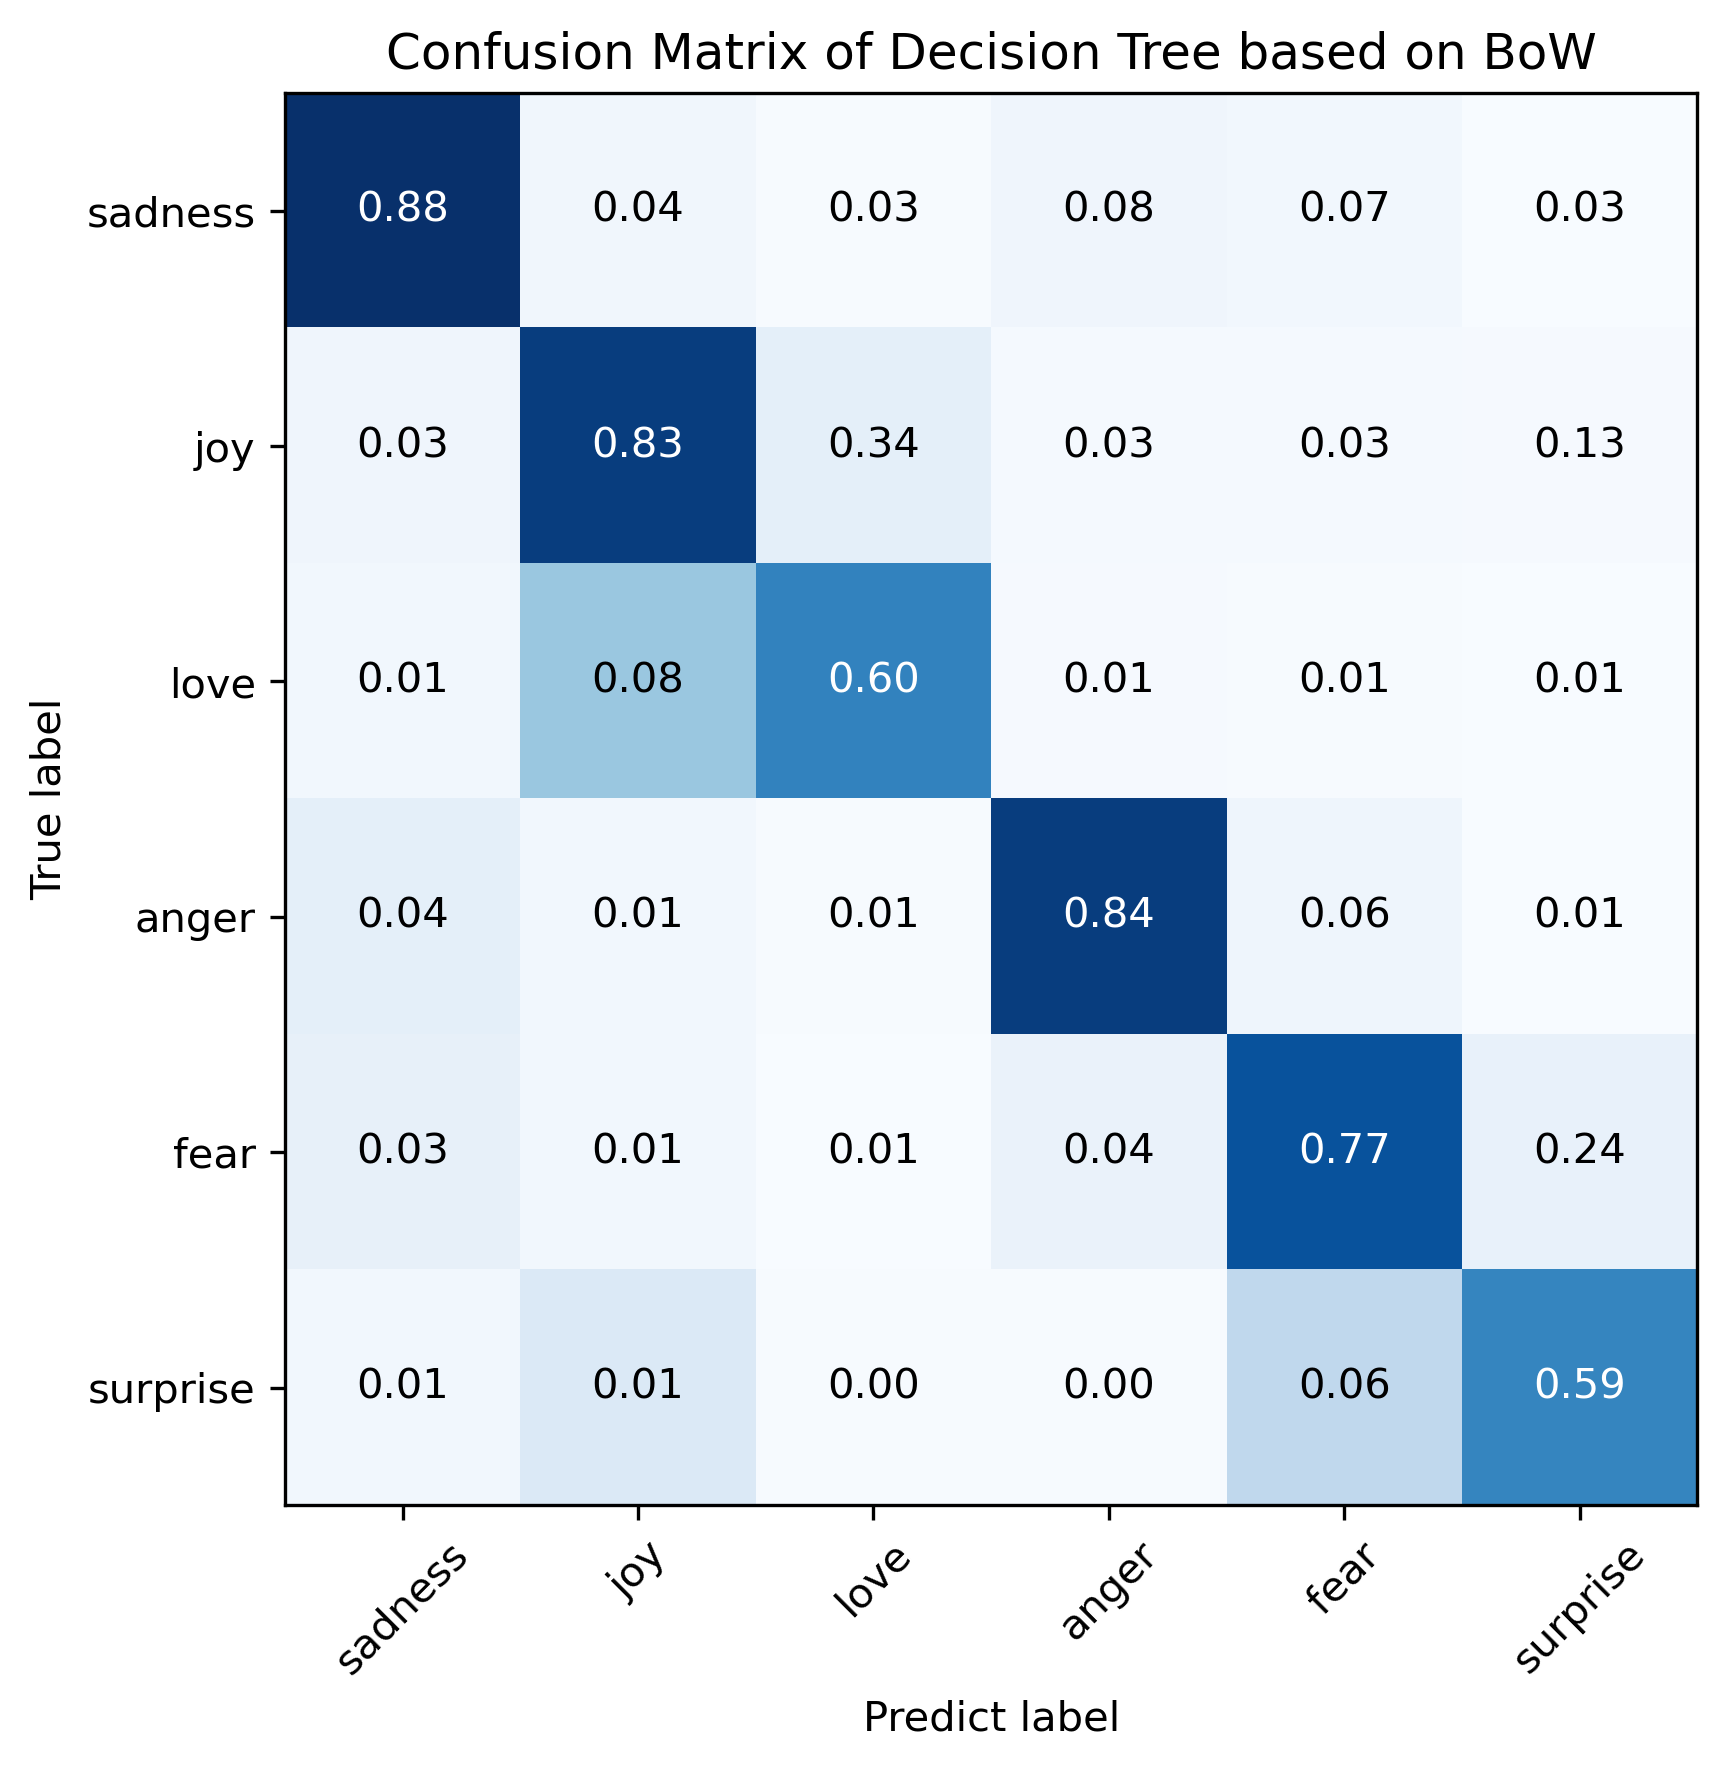 Confusion Matrix of Decision Tree based on BoW
True label
sadness 0.88 0.04 0.03 0.08 0.07 0.03
joy 0.03 0.83 0.34 0.03 0.03 0.13
love 0.01 0.08 0.60 0.01 0.01 0.01
anger 0.04 0.01 0.01 0.84 0.06 0.01
fear 0.03 0.01 0.01 0.04 0.77 0.24
surprise 0.01 0.01 0.00 0.00 0.06 0.59
sadness joy love anger fear surprise
Predict label